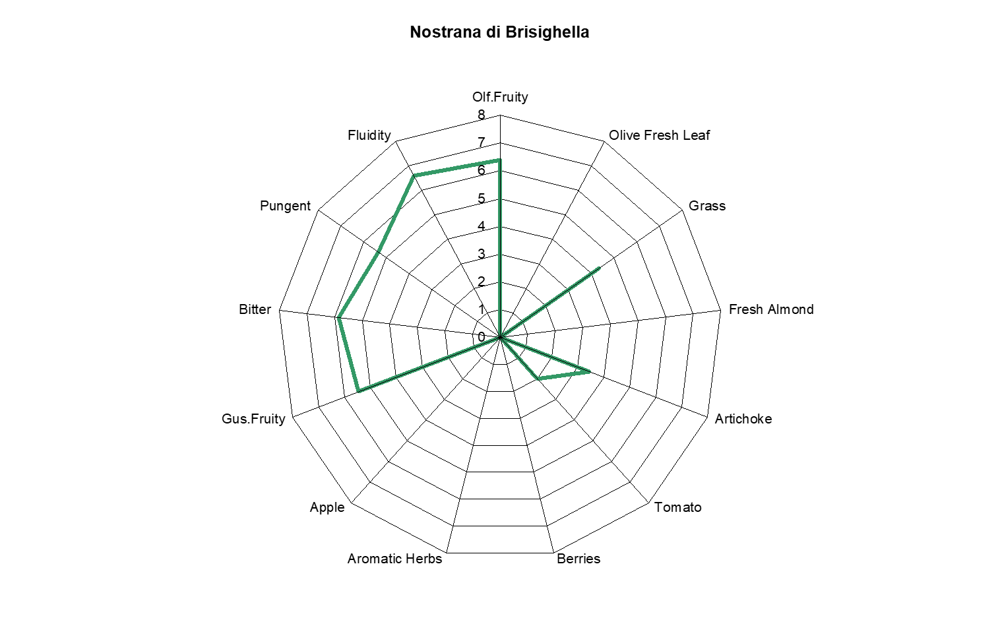 Nostrana di Brisighella
Olf.Fruity
8
Fluidity
Olive Fresh Leaf
7
6
Pungent
5
Grass
4
3
2
Bitter
1
Fresh Almond
0
Gus.Fruity
Artichoke
Apple
Tomato
Aromatic Herbs
Berries